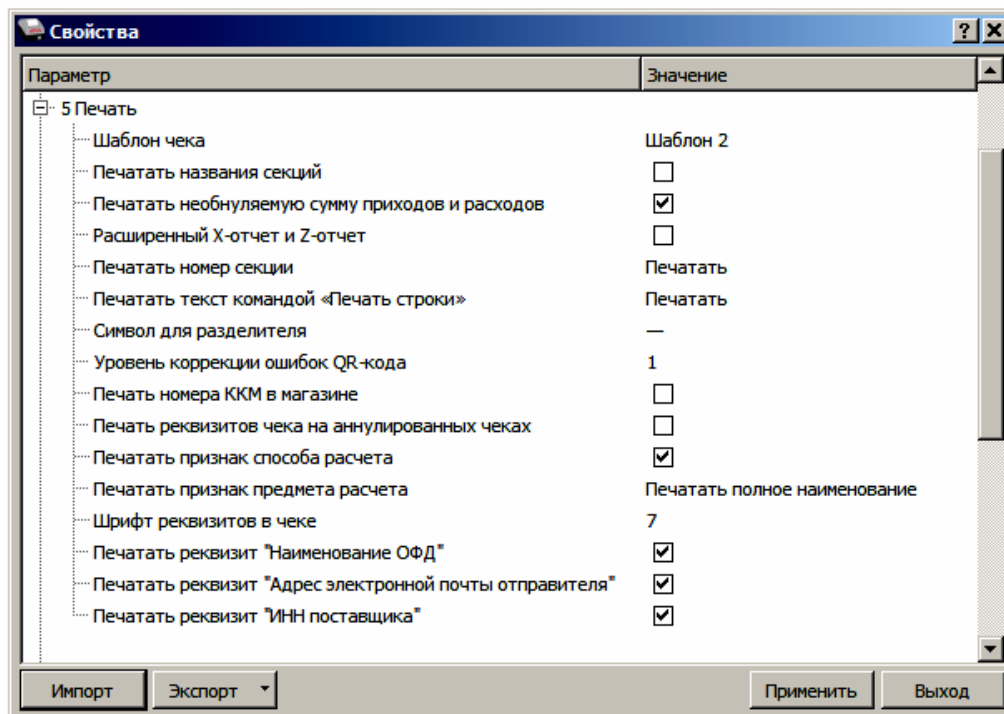 Свойства
Параметр Значение
5 Печать
Шаблон чека Шаблон 2
Печатать названия секций
Печатать необнуляемую сумму приходов и расходов
Расширенный X-отчет и Z-отчет
Печатать номер секции Печатать
Печатать текст командой «Печать строки» Печатать
Символ для разделителя —
Уровень коррекции ошибок QR-кода 1
Печать номера ККМ в магазине
Печать реквизитов чека на аннулированных чеках
Печатать признак способа расчета
Печатать признак предмета расчета Печатать полное наименование
Шрифт реквизитов в чеке 7
Печатать реквизит "Наименование ОФД"
Печатать реквизит "Адрес электронной почты отправителя"
Печатать реквизит "ИНН поставщика"
Импорт Экспорт Применить Выход